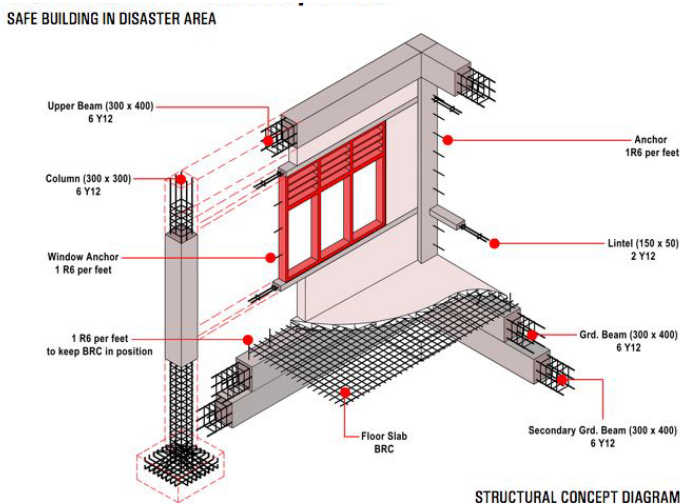 SAFE BUILDING IN DISASTER AREA
Upper Beam (300 x 400)
6 Y12
Column (300 x 300)
6 Y12
Window Anchor
1 R6 per feet
1 R6 per feet
to keep BRC in position
Anchor
1R6 per feet
Lintel (150 x 50)
2 Y12
Grd. Beam (300 x 400)
6 Y12
Secondary Grd. Beam (300 x 400)
6 Y12
Floor Slab
BRC
STRUCTURAL CONCEPT DIAGRAM